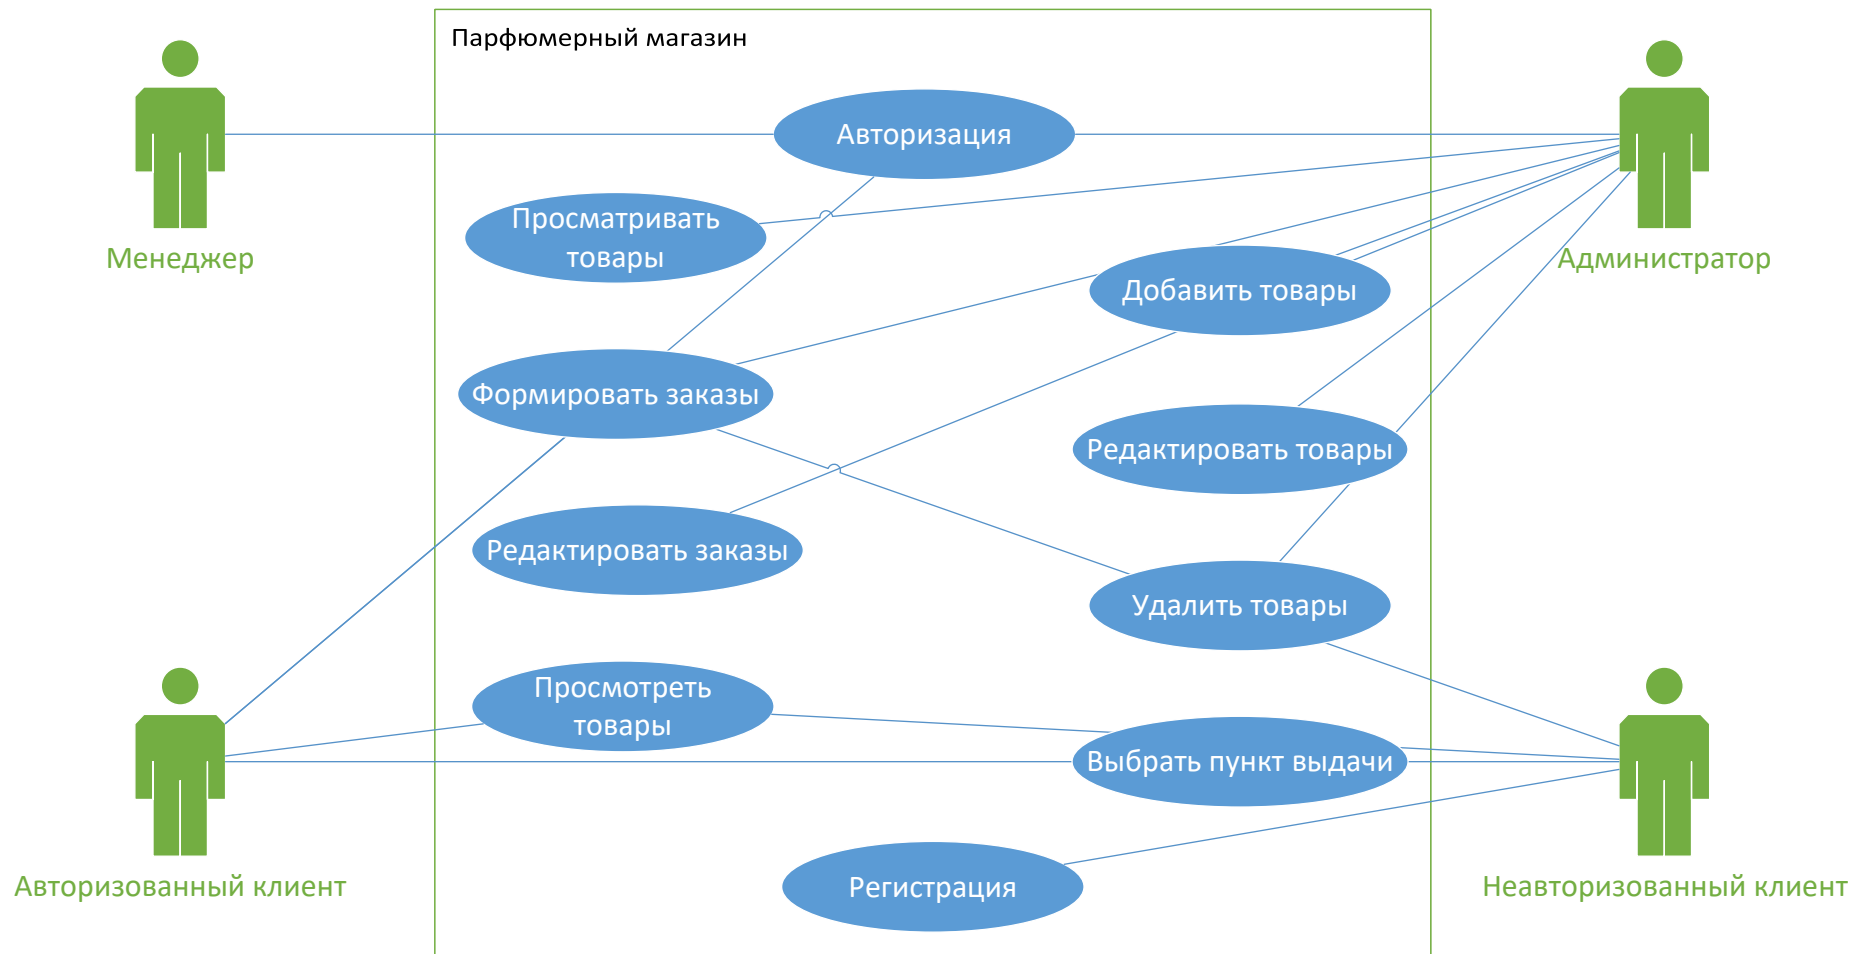 Парфюмерный магазин
Авторизация
Просматривать
товары
Менеджер
Администратор
Добавить товары
Формировать заказы
Редактировать товары
Редактировать заказы
Удалить товары
Просмотреть
товары
Выбрать пункт выдачи
Авторизованный клиент
Регистрация
Неавторизованный клиент